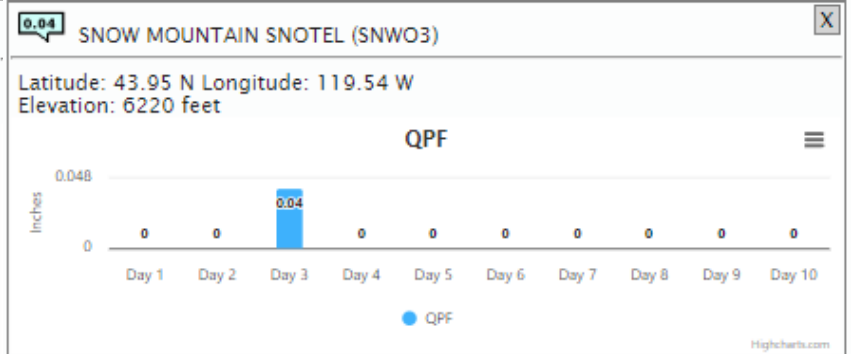 0.04
SNOW MOUNTAIN SNOTEL (SNWO3)
X
Latitude: 43.95 N Longitude: 119.54 W
Elevation: 6220 feet
QPF
0.048
Inches
0.04
0 0 0 0 0 0 0 0 0
0
Day 1 Day 2 Day 3 Day 4 Day 5 Day 6 Day 7 Day 8 Day 9 Day 10
QPF
Highcharts.com